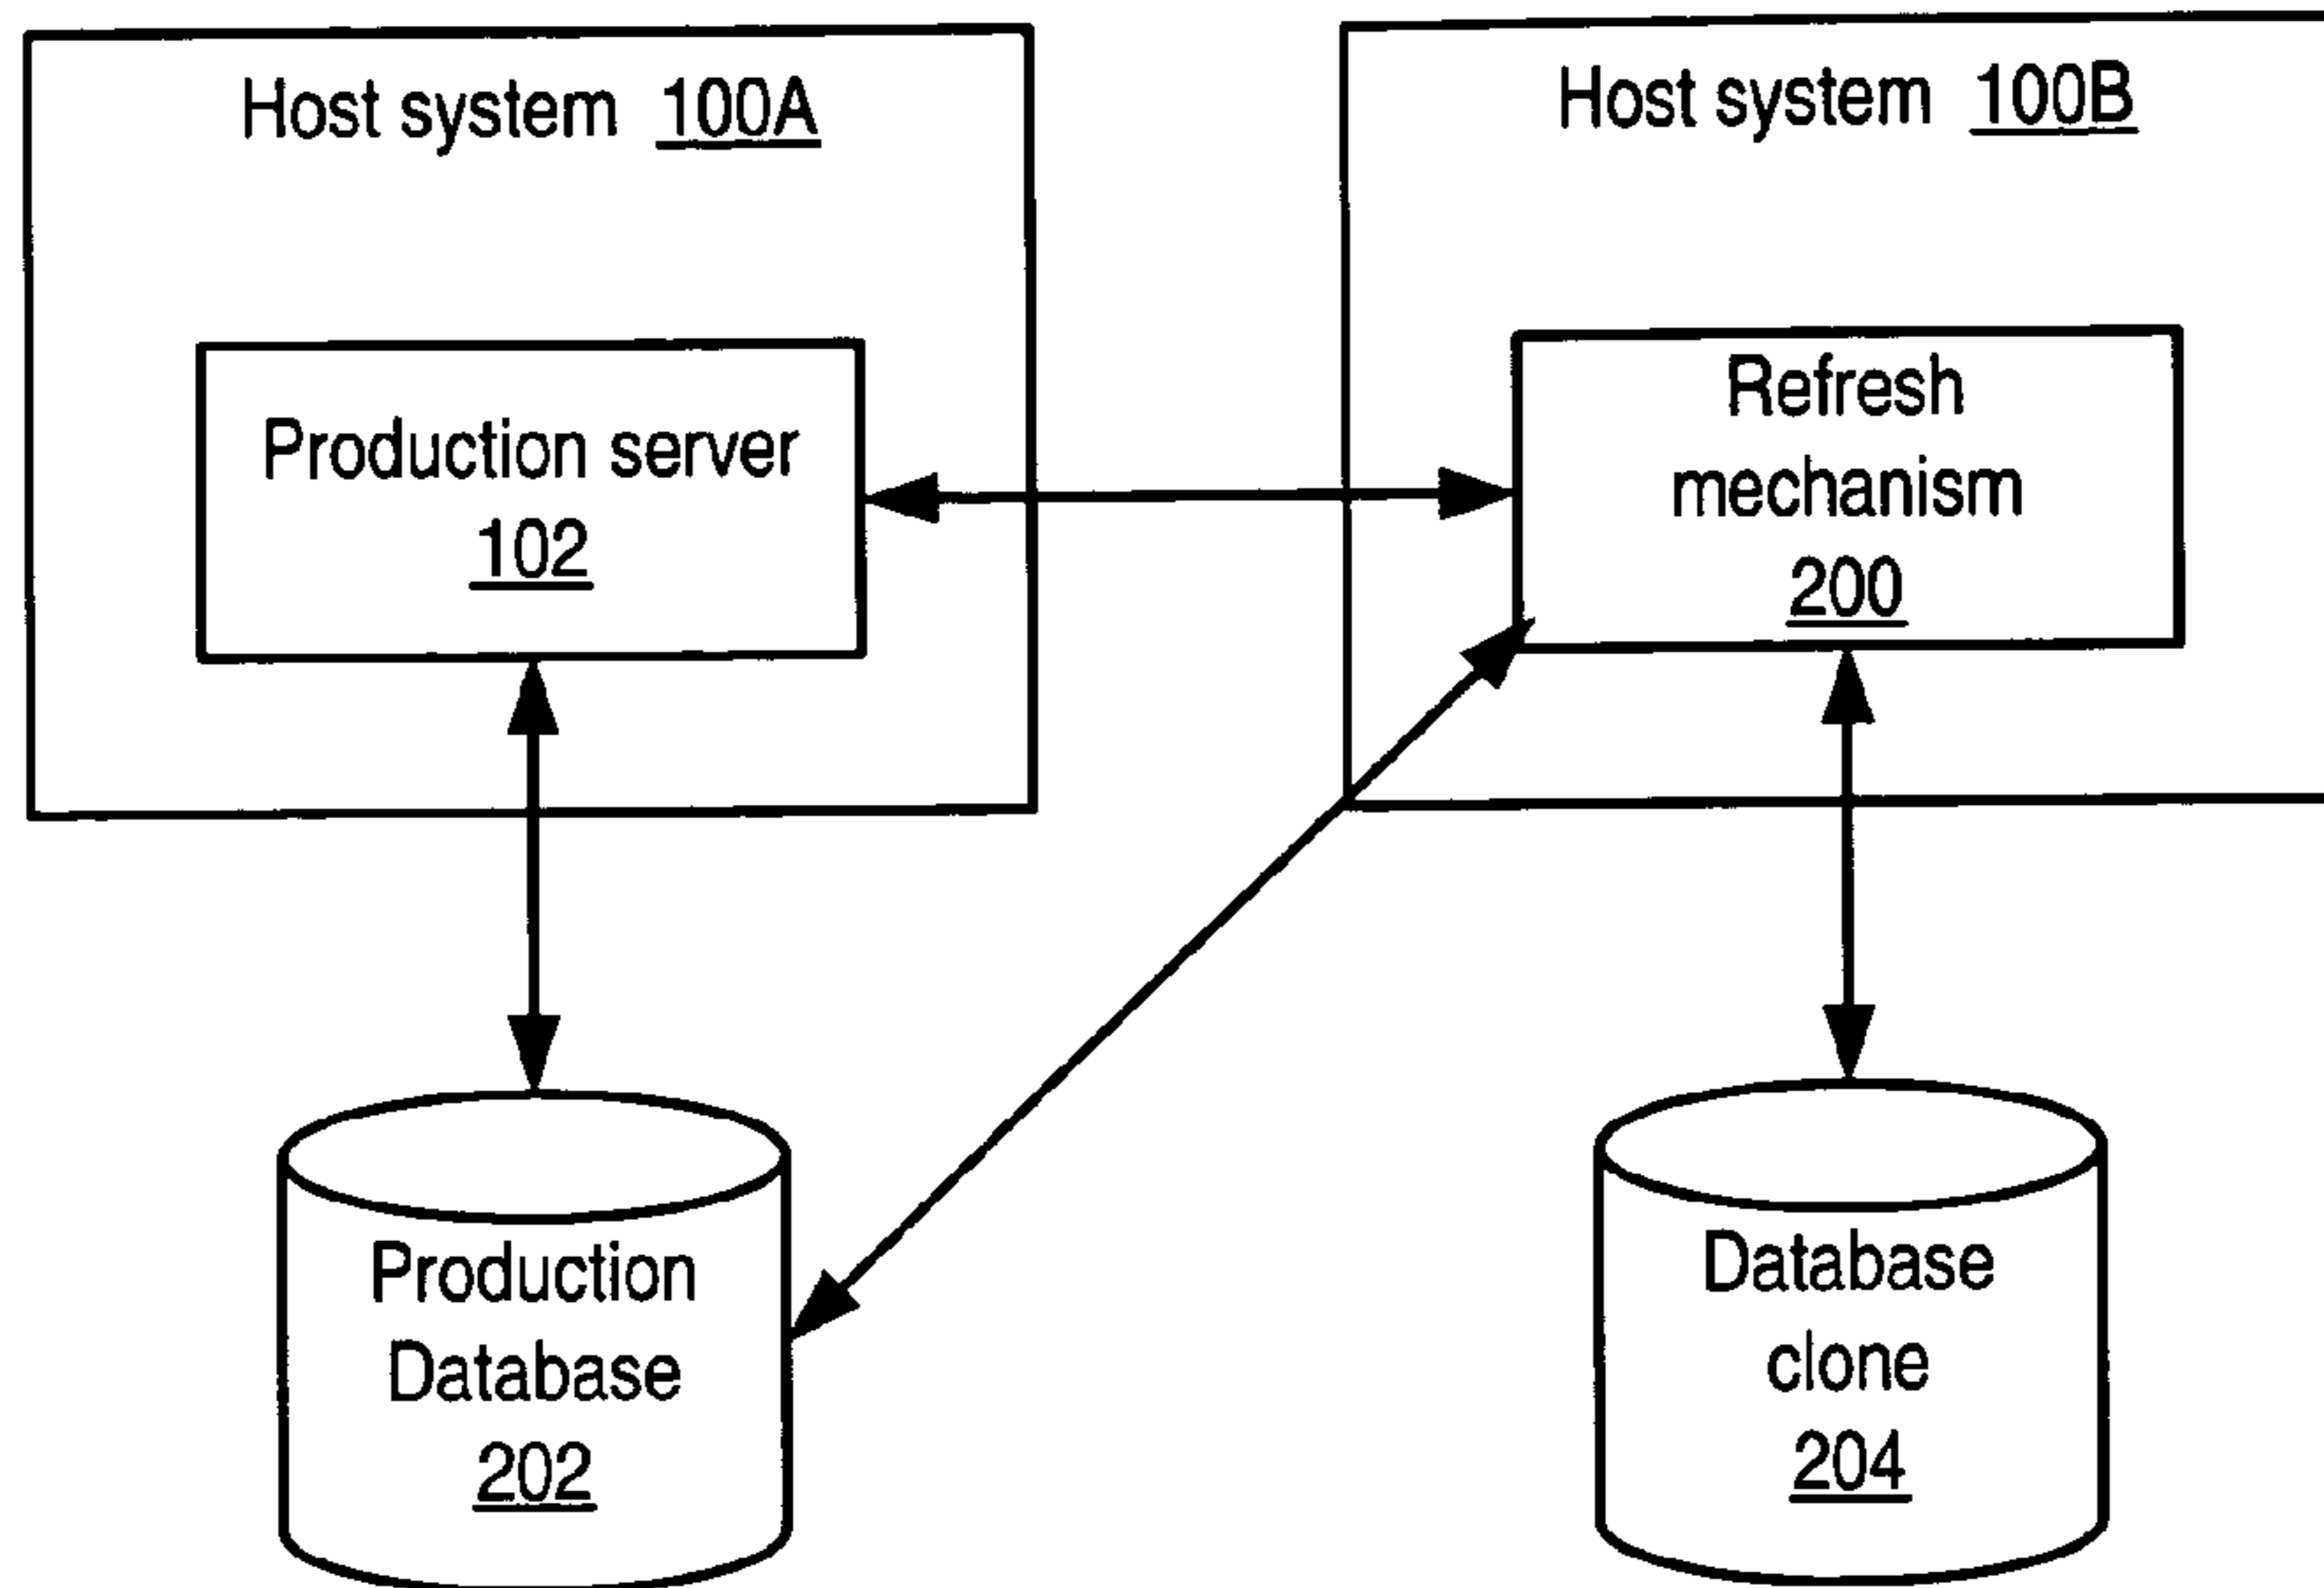 Host system 100A
Host system 100B
Production server
102
Refresh
mechanism
200
Production
Database
202
Database
clone
204